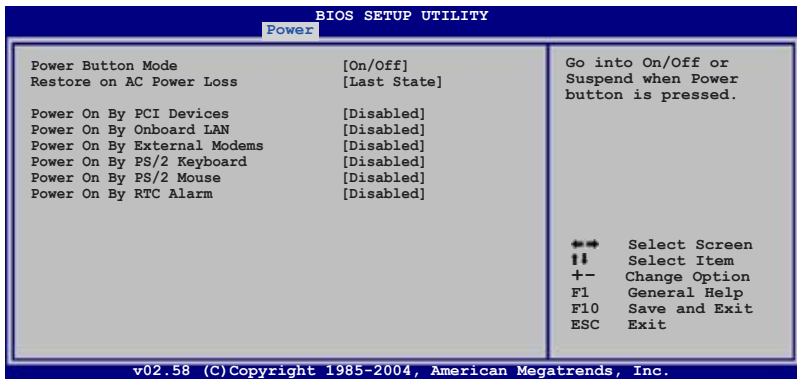 BIOS SETUP UTILITY
Power
Power Button Mode [On/Off]
Restore on AC Power Loss [Last State]
Power On By PCI Devices [Disabled]
Power On By Onboard LAN [Disabled]
Power On By External Modems [Disabled]
Power On By PS/2 Keyboard [Disabled]
Power On By PS/2 Mouse [Disabled]
Power On By RTC Alarm [Disabled]
Go into On/Off or
Suspend when Power
button is pressed.
←→ Select Screen
↑↓ Select Item
+- Change Option
F1 General Help
F10 Save and Exit
ESC Exit
v02.58 (C)Copyright 1985-2004, American Megatrends, Inc.